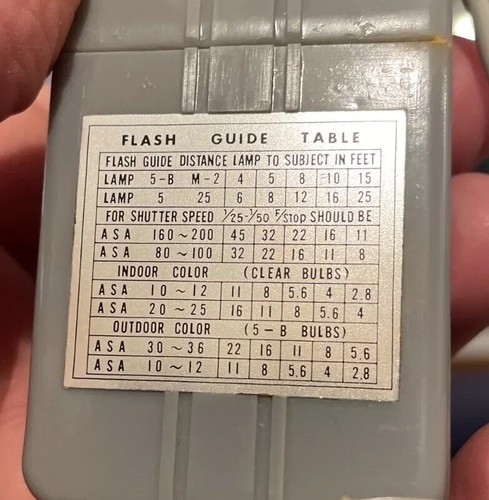 FLASH GUIDE TABLE
FLASH GUIDE DISTANCE LAMP TO SUBJECT IN FEET
LAMP 5-B M-2 4 5 8 10 15
LAMP 5 25 6 8 12 16 25
FOR SHUTTER SPEED 1/25-1/50 F/STOP SHOULD BE
ASA 160~200 45 32 22 16 11
ASA 80~100 32 22 16 11 8
INDOOR COLOR (CLEAR BULBS)
ASA 10~12 11 8 5.6 4 2.8
ASA 20~25 16 11 8 5.6 4
OUTDOOR COLOR (5-B BULBS)
ASA 30~36 22 16 11 8 5.6
ASA 10~12 11 8 5.6 4 2.8